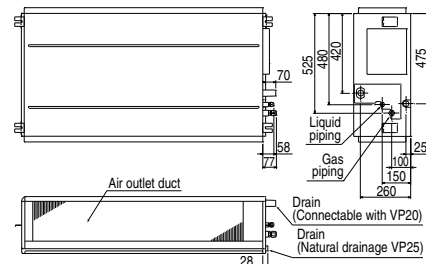 70
58
77
525
480
420
475
Liquid
piping
Gas
piping
25
100
150
260
Air outlet duct
Drain
(Connectable with VP20)
Drain
(Natural drainage VP25)
28